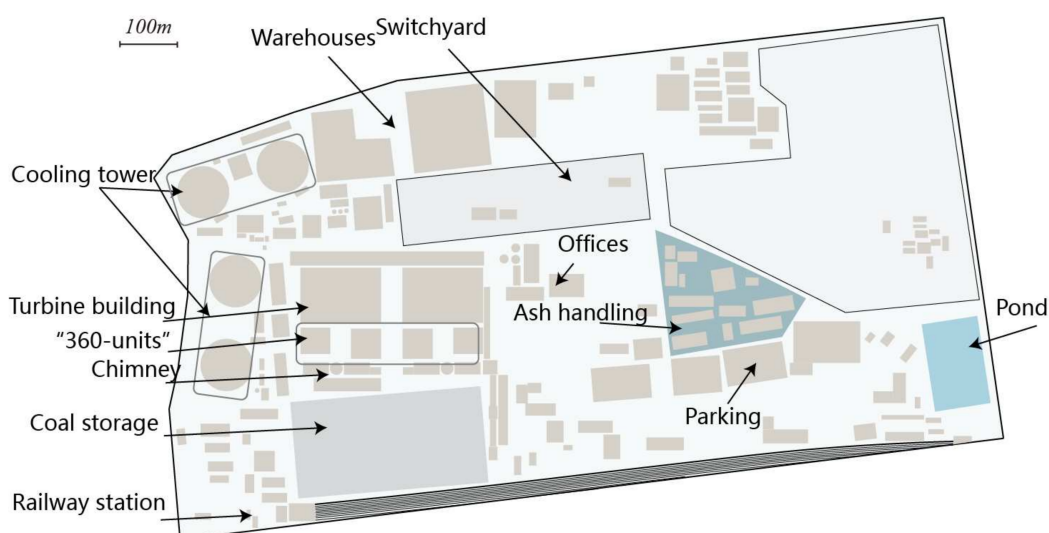 100m
Warehouses
Switchyard
Cooling tower
Offices
Turbine building
Ash handling
Pond
“360-units”
Chimney
Coal storage
Parking
Railway station